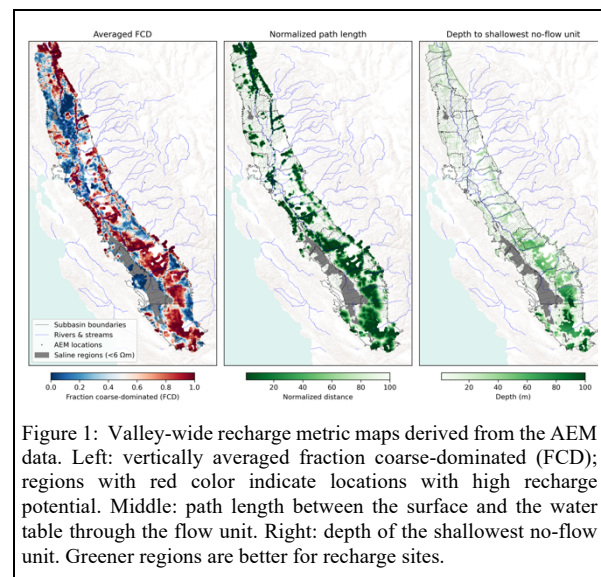 Averaged FCD
Normalized path length
Depth to shallowest no-flow unit
Subbasin boundaries
Rivers & streams
AEM locations
Saline regions (<6 Ωm)
0.0 0.2 0.4 0.6 0.8 1.0
Fraction coarse-dominated (FCD)
20 40 60 80 100
Normalized distance
0 20 40 60 80 100
Depth (m)
Figure 1: Valley-wide recharge metric maps derived from the AEM
data. Left: vertically averaged fraction coarse-dominated (FCD);
regions with red color indicate locations with high recharge
potential. Middle: path length between the surface and the water
table through the flow unit. Right: depth of the shallowest no-flow
unit. Greener regions are better for recharge sites.